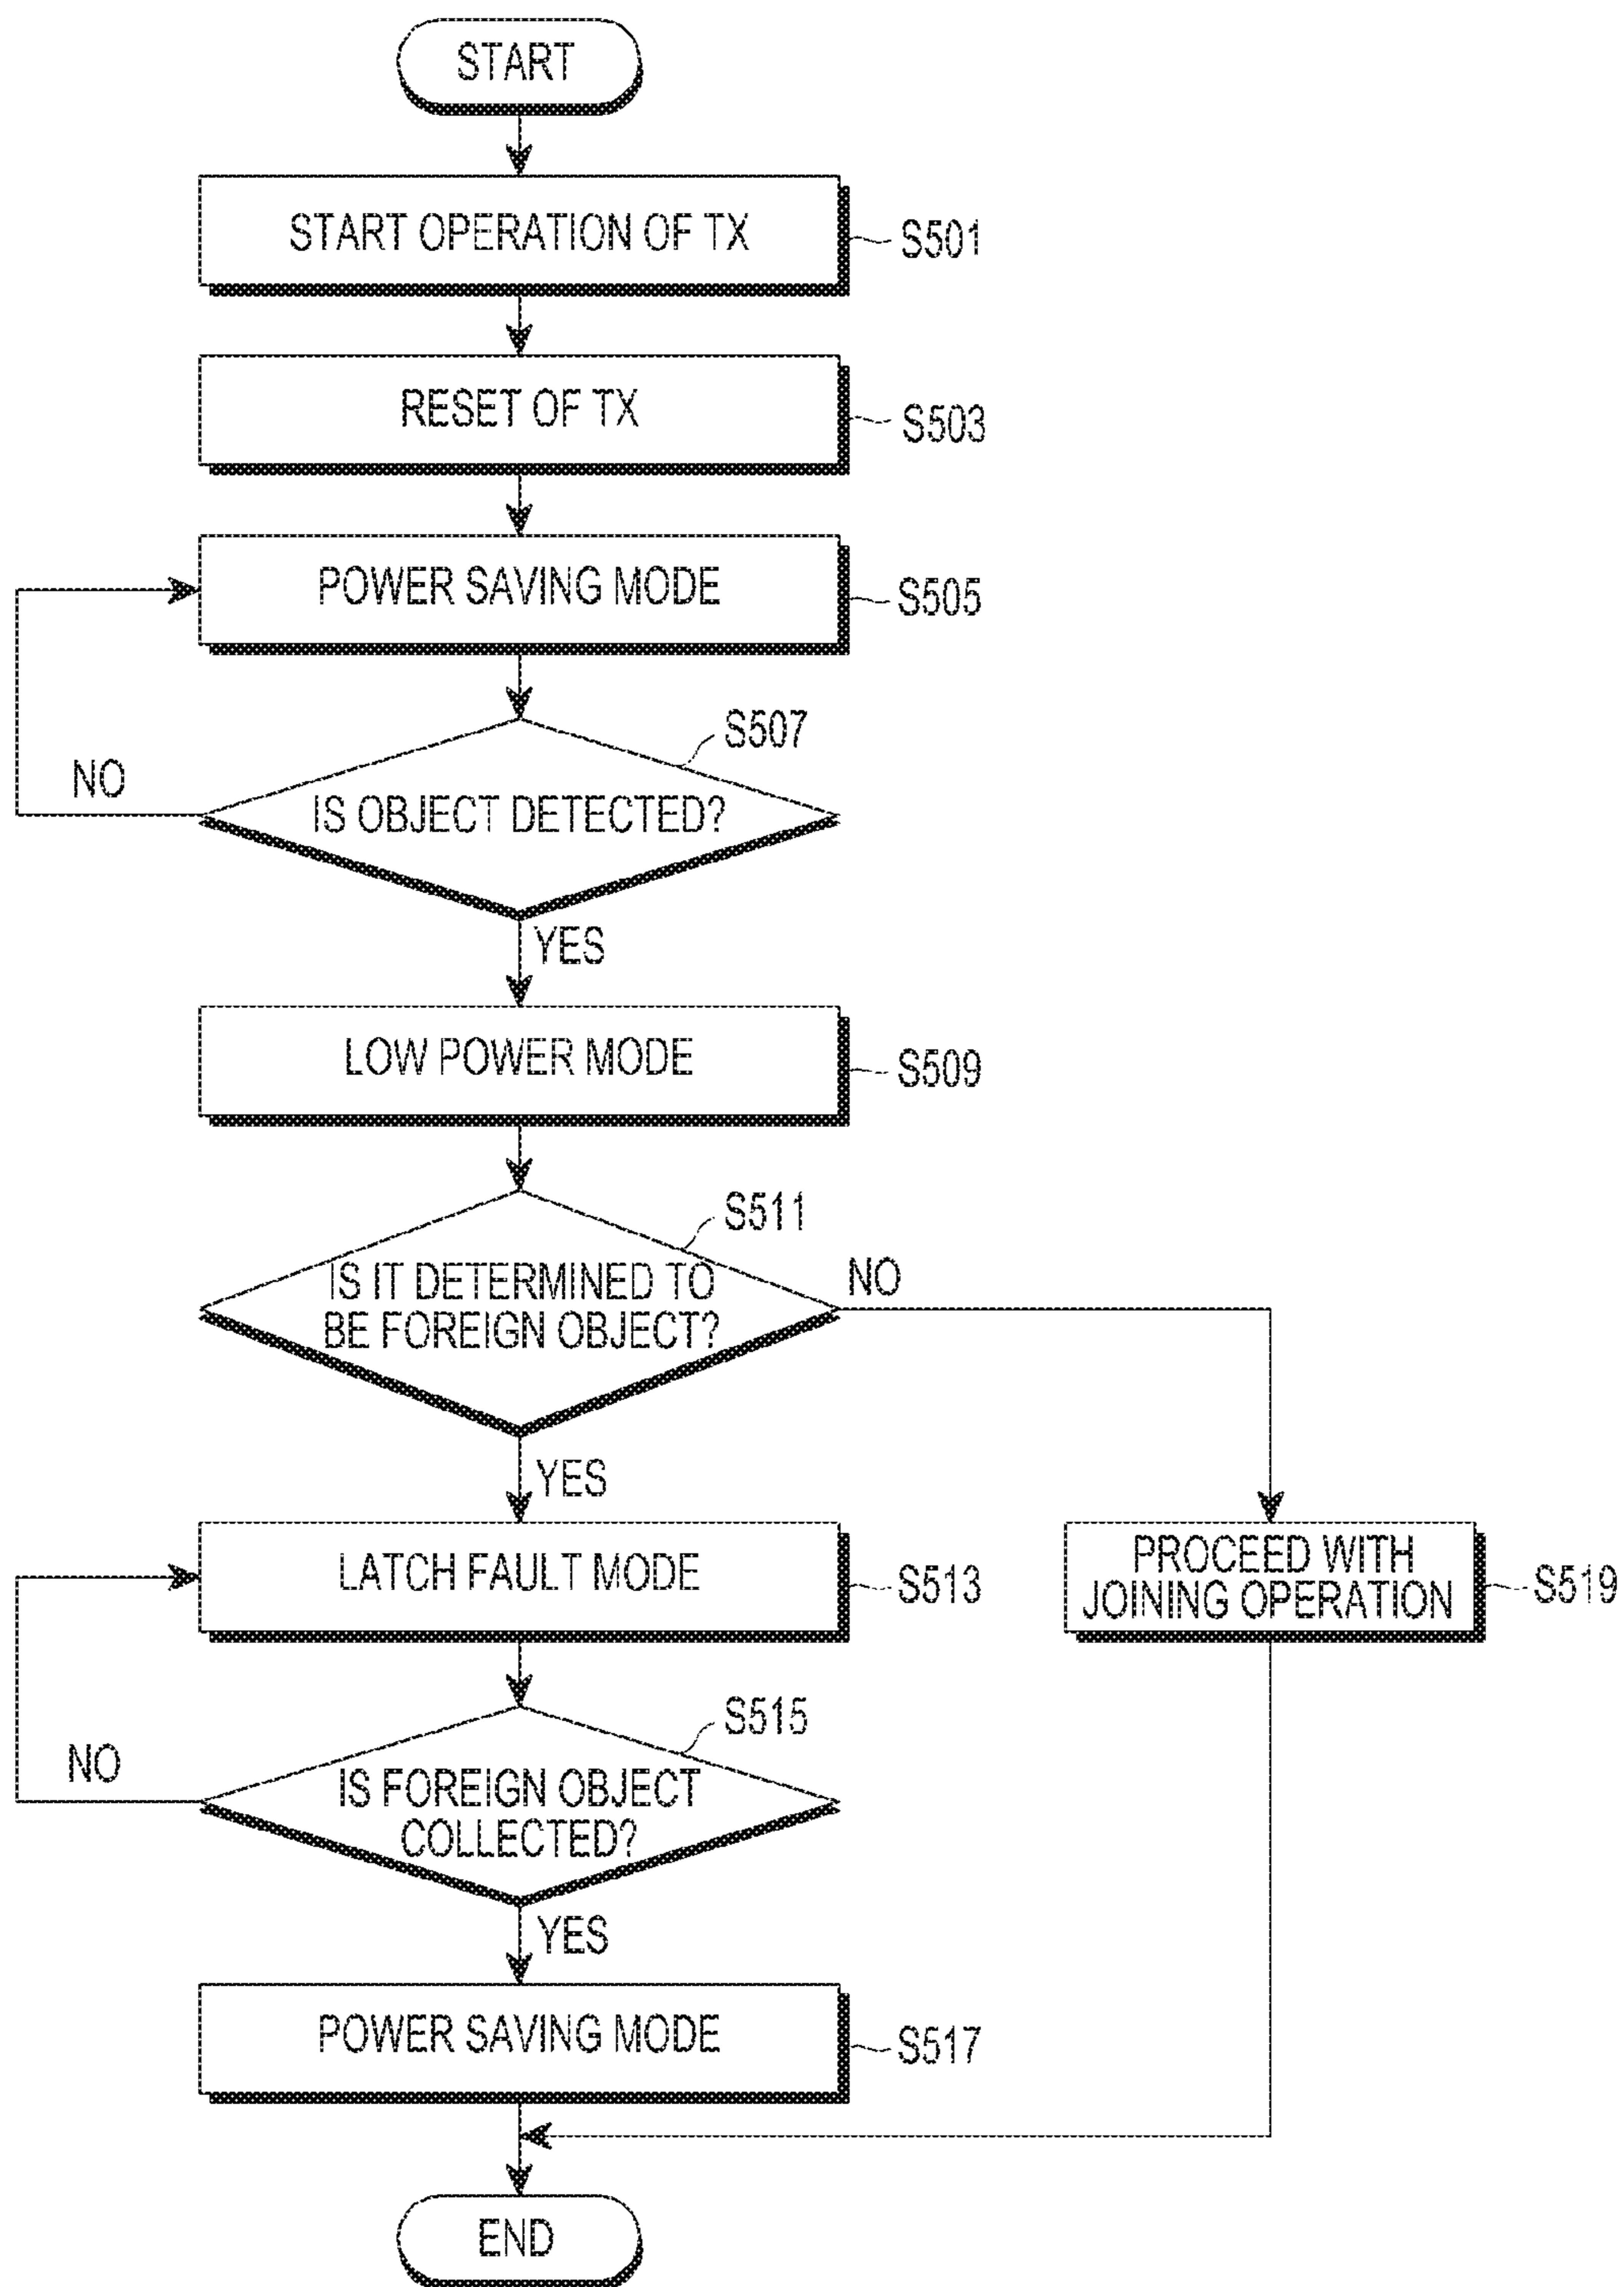 START
START OPERATION OF TX
S501
RESET OF TX
S503
POWER SAVING MODE
S505
S507
NO
IS OBJECT DETECTED?
YES
LOW POWER MODE
S509
S511
IS IT DETERMINED TO
BE FOREIGN OBJECT?
NO
YES
LATCH FAULT MODE
S513
PROCEED WITH
JOINING OPERATION
S519
S515
NO
IS FOREIGN OBJECT
COLLECTED?
YES
POWER SAVING MODE
S517
END